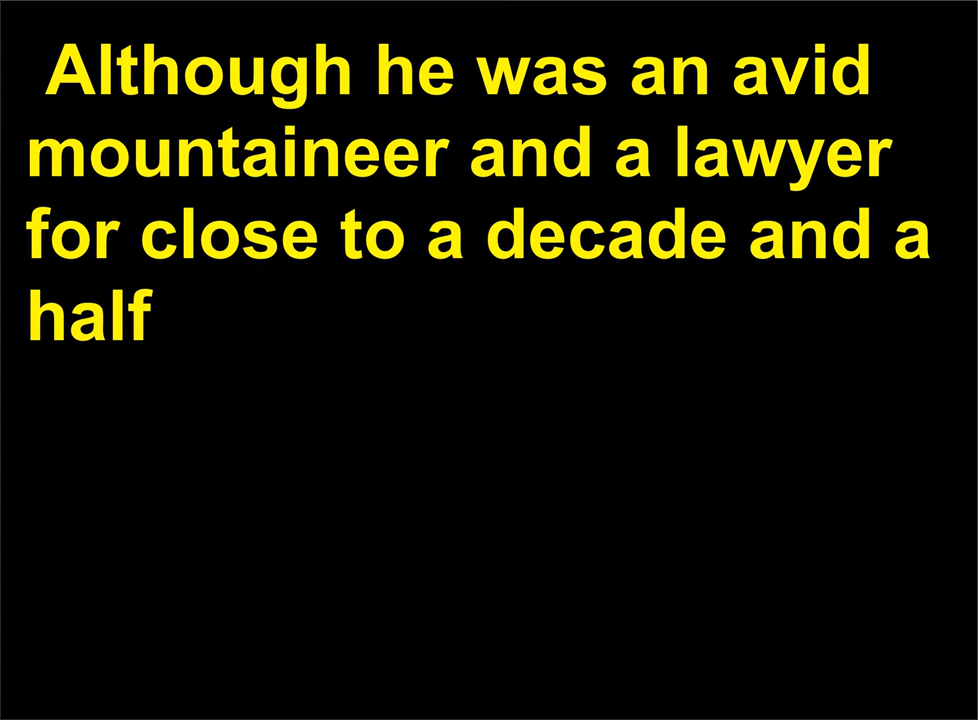 Although he was an avid
mountaineer and a lawyer
for close to a decade and a
half